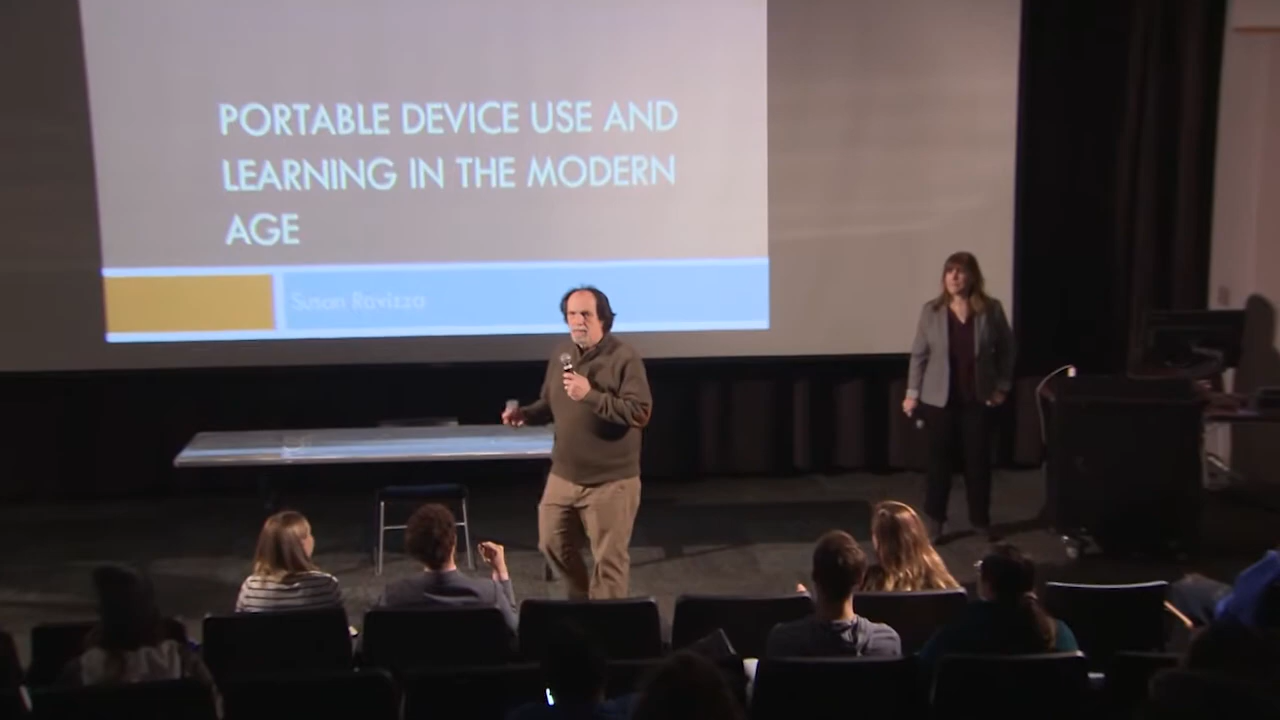 PORTABLE DEVICE USE AND
LEARNING IN THE MODERN
AGE
Susan Ravizza